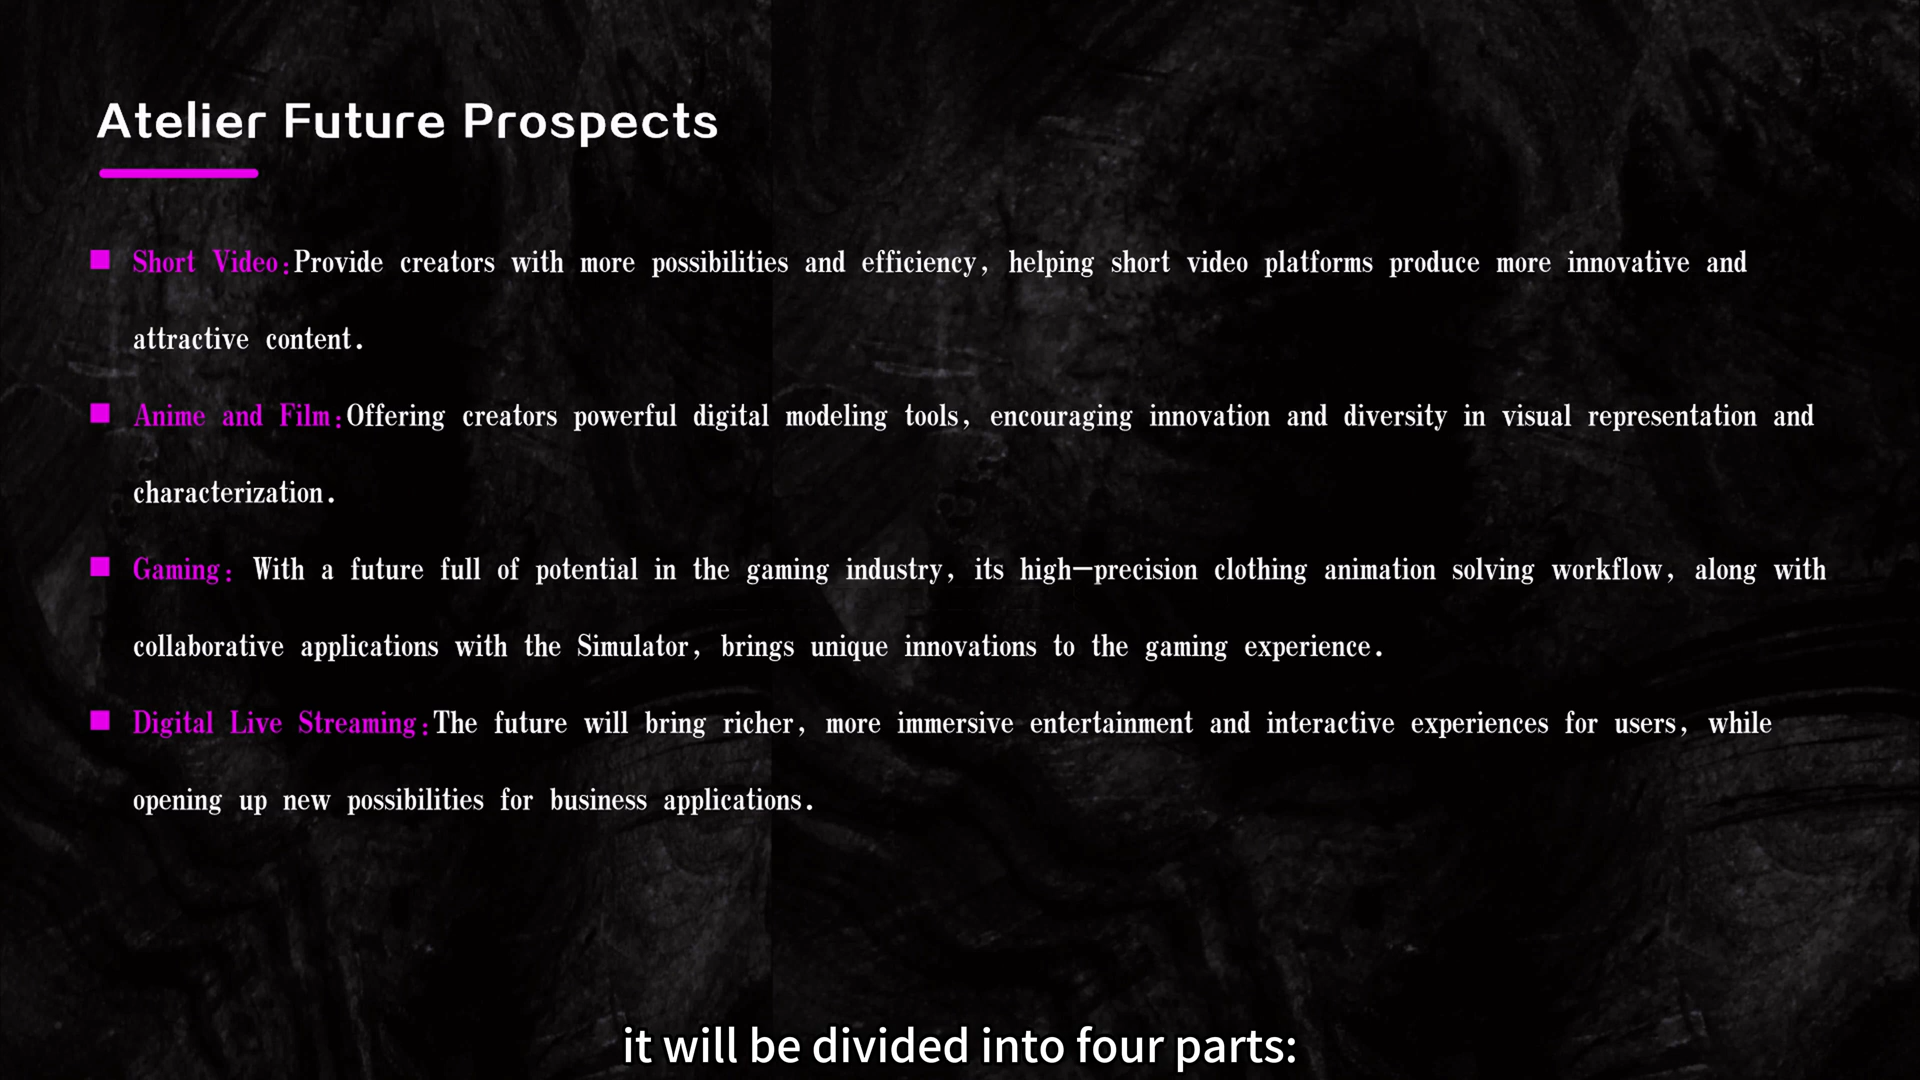 Atelier Future Prospects
Short Video:Provide creators with more possibilities and efficiency, helping short video platforms produce more innovative and
attractive content.
Anime and Film:Offering creators powerful digital modeling tools, encouraging innovation and diversity in visual representation and
characterization.
Gaming: With a future full of potential in the gaming industry, its high—precision clothing animation solving workflow, along with
collaborative applications with the Simulator, brings unique innovations to the gaming experience.
Digital Live Streaming:The future will bring richer, more immersive entertainment and interactive experiences for users, while
opening up new possibilities for business applications.
it will be divided into four parts: